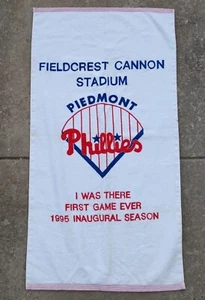 FIELDCREST CANNON
STADIUM
PIEDMONT
Phillies
I WAS THERE
FIRST GAME EVER
1995 INAUGURAL SEASON